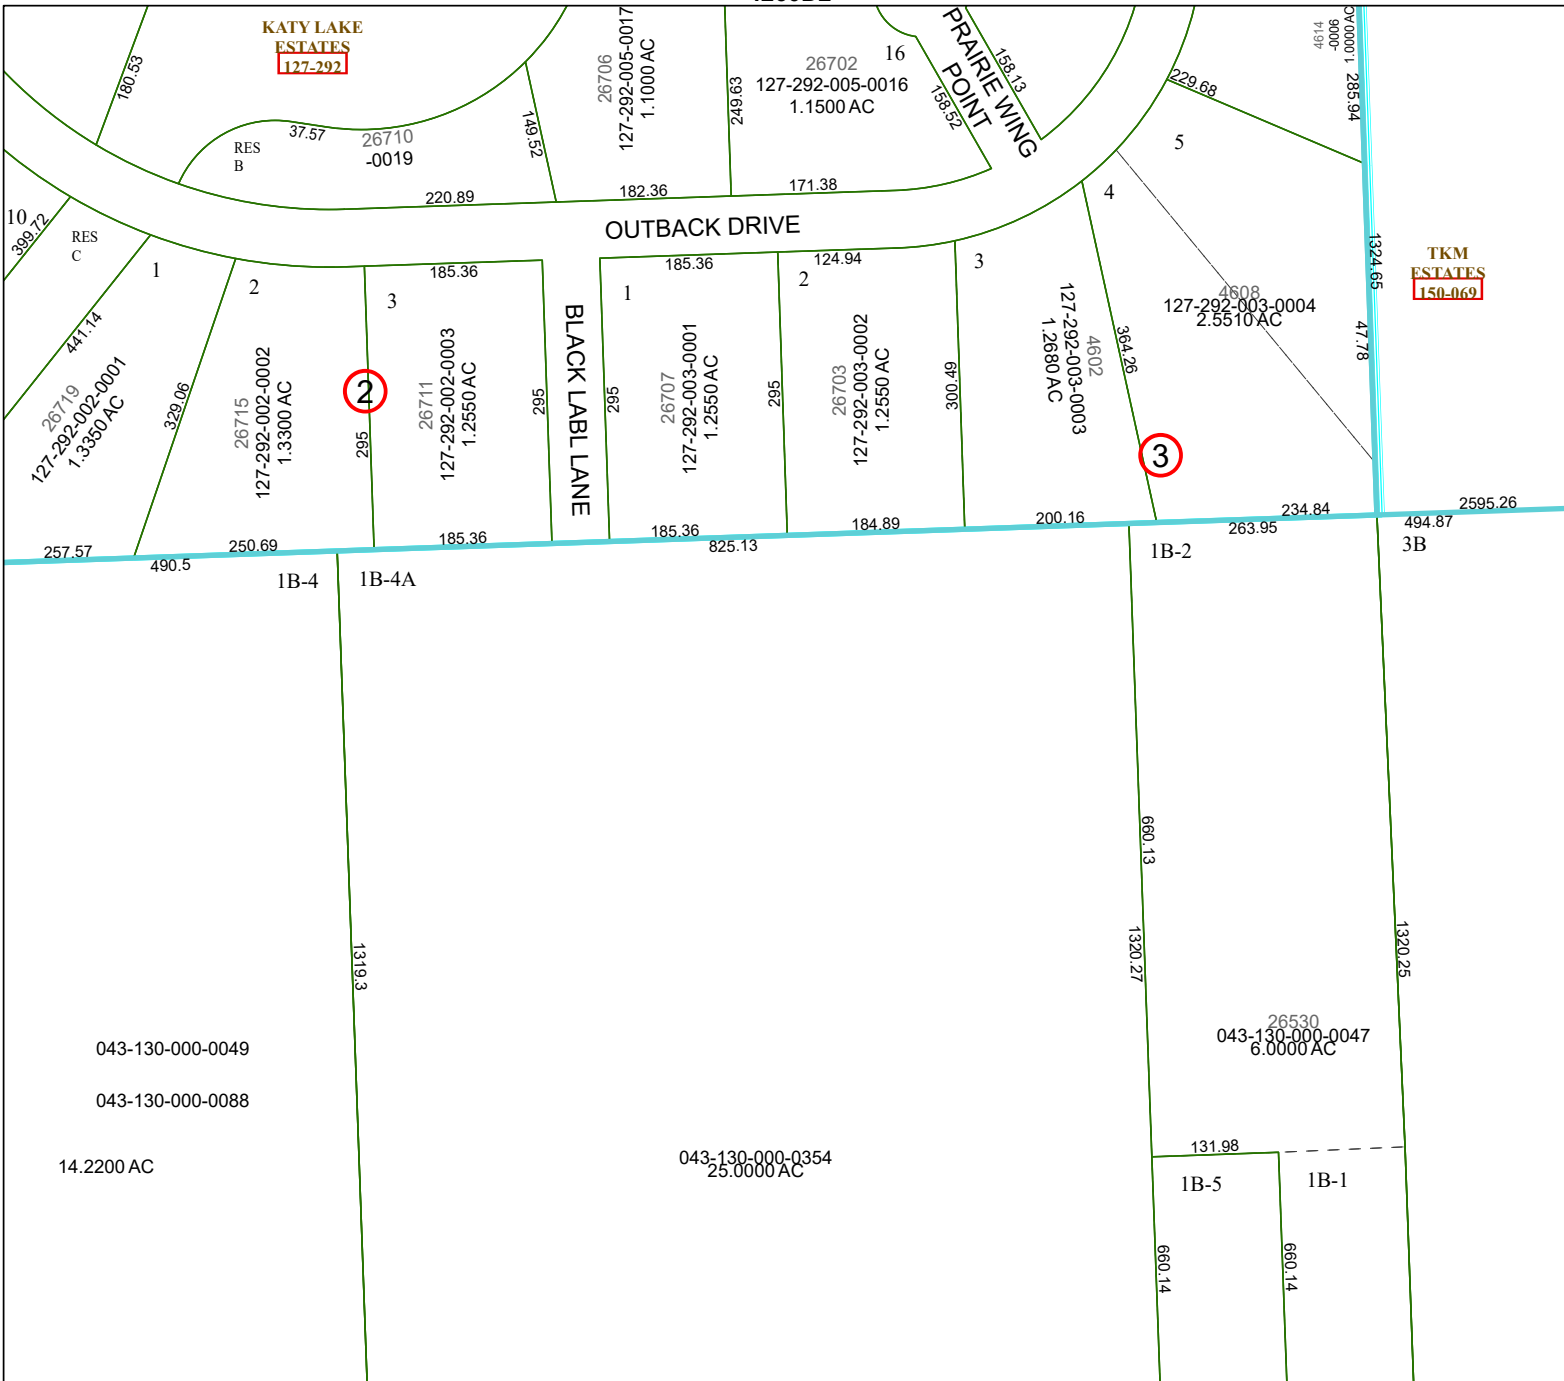 KATY LAKE
ESTATES
127-292
180.53
37.57
RES
B
26710
-0019
149.52
26706
127-292-005-0017
1.1000 AC
249.63
26702
127-292-005-0016
1.1500 AC
16
158.52
PRAIRIE WING
POINT
158.13
229.68
5
4
4614
-0006
1.0000 AC
285.94
1324.65
47.78
TKM
ESTATES
150-069
220.89
182.36
171.38
OUTBACK DRIVE
10
399.72
RES
C
441.14
1
26719
127-292-002-0001
1.3350 AC
329.06
2
26715
127-292-002-0002
1.3300 AC
2
295
3
185.36
26711
127-292-002-0003
1.2550 AC
295
BLACK LABL LANE
295
1
185.36
26707
127-292-003-0001
1.2550 AC
295
2
124.94
26703
127-292-003-0002
1.2550 AC
300.49
3
4602
127-292-003-0003
1.2680 AC
364.26
3
4608
127-292-003-0004
2.5510 AC
257.57
250.69
490.5
185.36
185.36
825.13
184.89
200.16
234.84
263.95
2595.26
494.87
1B-4
1B-4A
1B-2
3B
660.13
1319.3
1320.27
1320.25
26530
043-130-000-0047
6.0000 AC
043-130-000-0049
043-130-000-0088
14.2200 AC
043-130-000-0354
25.0000 AC
131.98
1B-5
1B-1
660.14
660.14